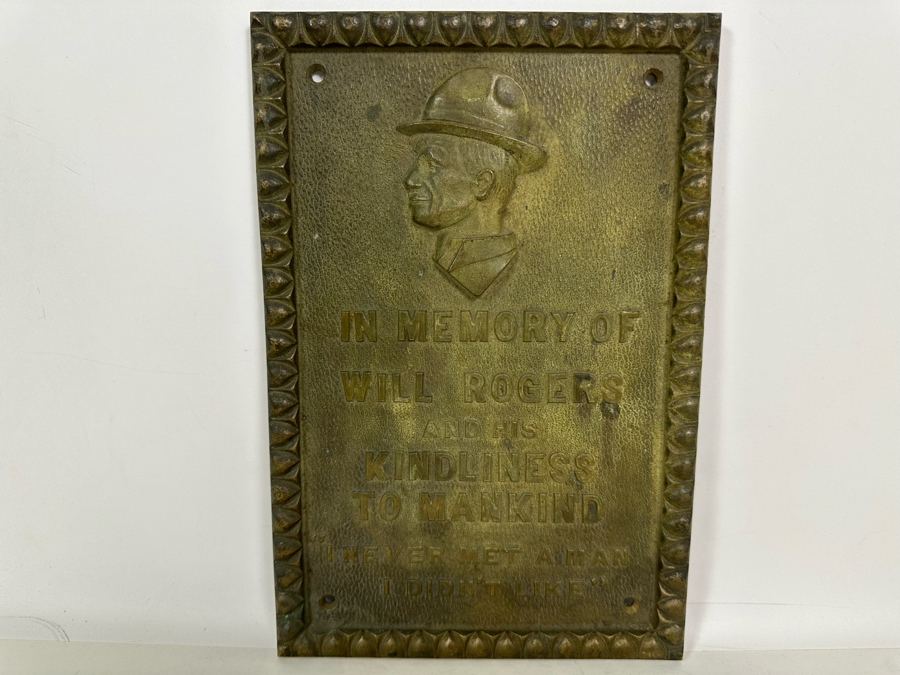 IN MEMORY OF
WILL ROGERS
AND HIS
KINDLINESS
TO MANKIND
"I NEVER MET A MAN
I DIDN'T LIKE"